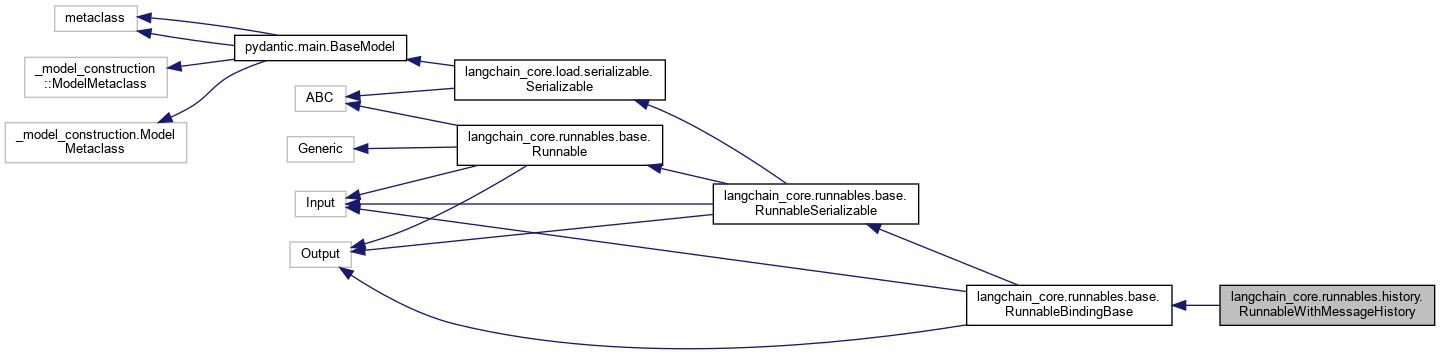 metaclass
pydantic.main.BaseModel
_model_construction
::ModelMetaclass
_model_construction.Model
Metaclass
langchain_core.load.serializable.
Serializable
ABC
langchain_core.runnables.base.
Runnable
Generic
Input
Output
langchain_core.runnables.base.
RunnableSerializable
langchain_core.runnables.base.
RunnableBindingBase
langchain_core.runnables.history.
RunnableWithMessageHistory